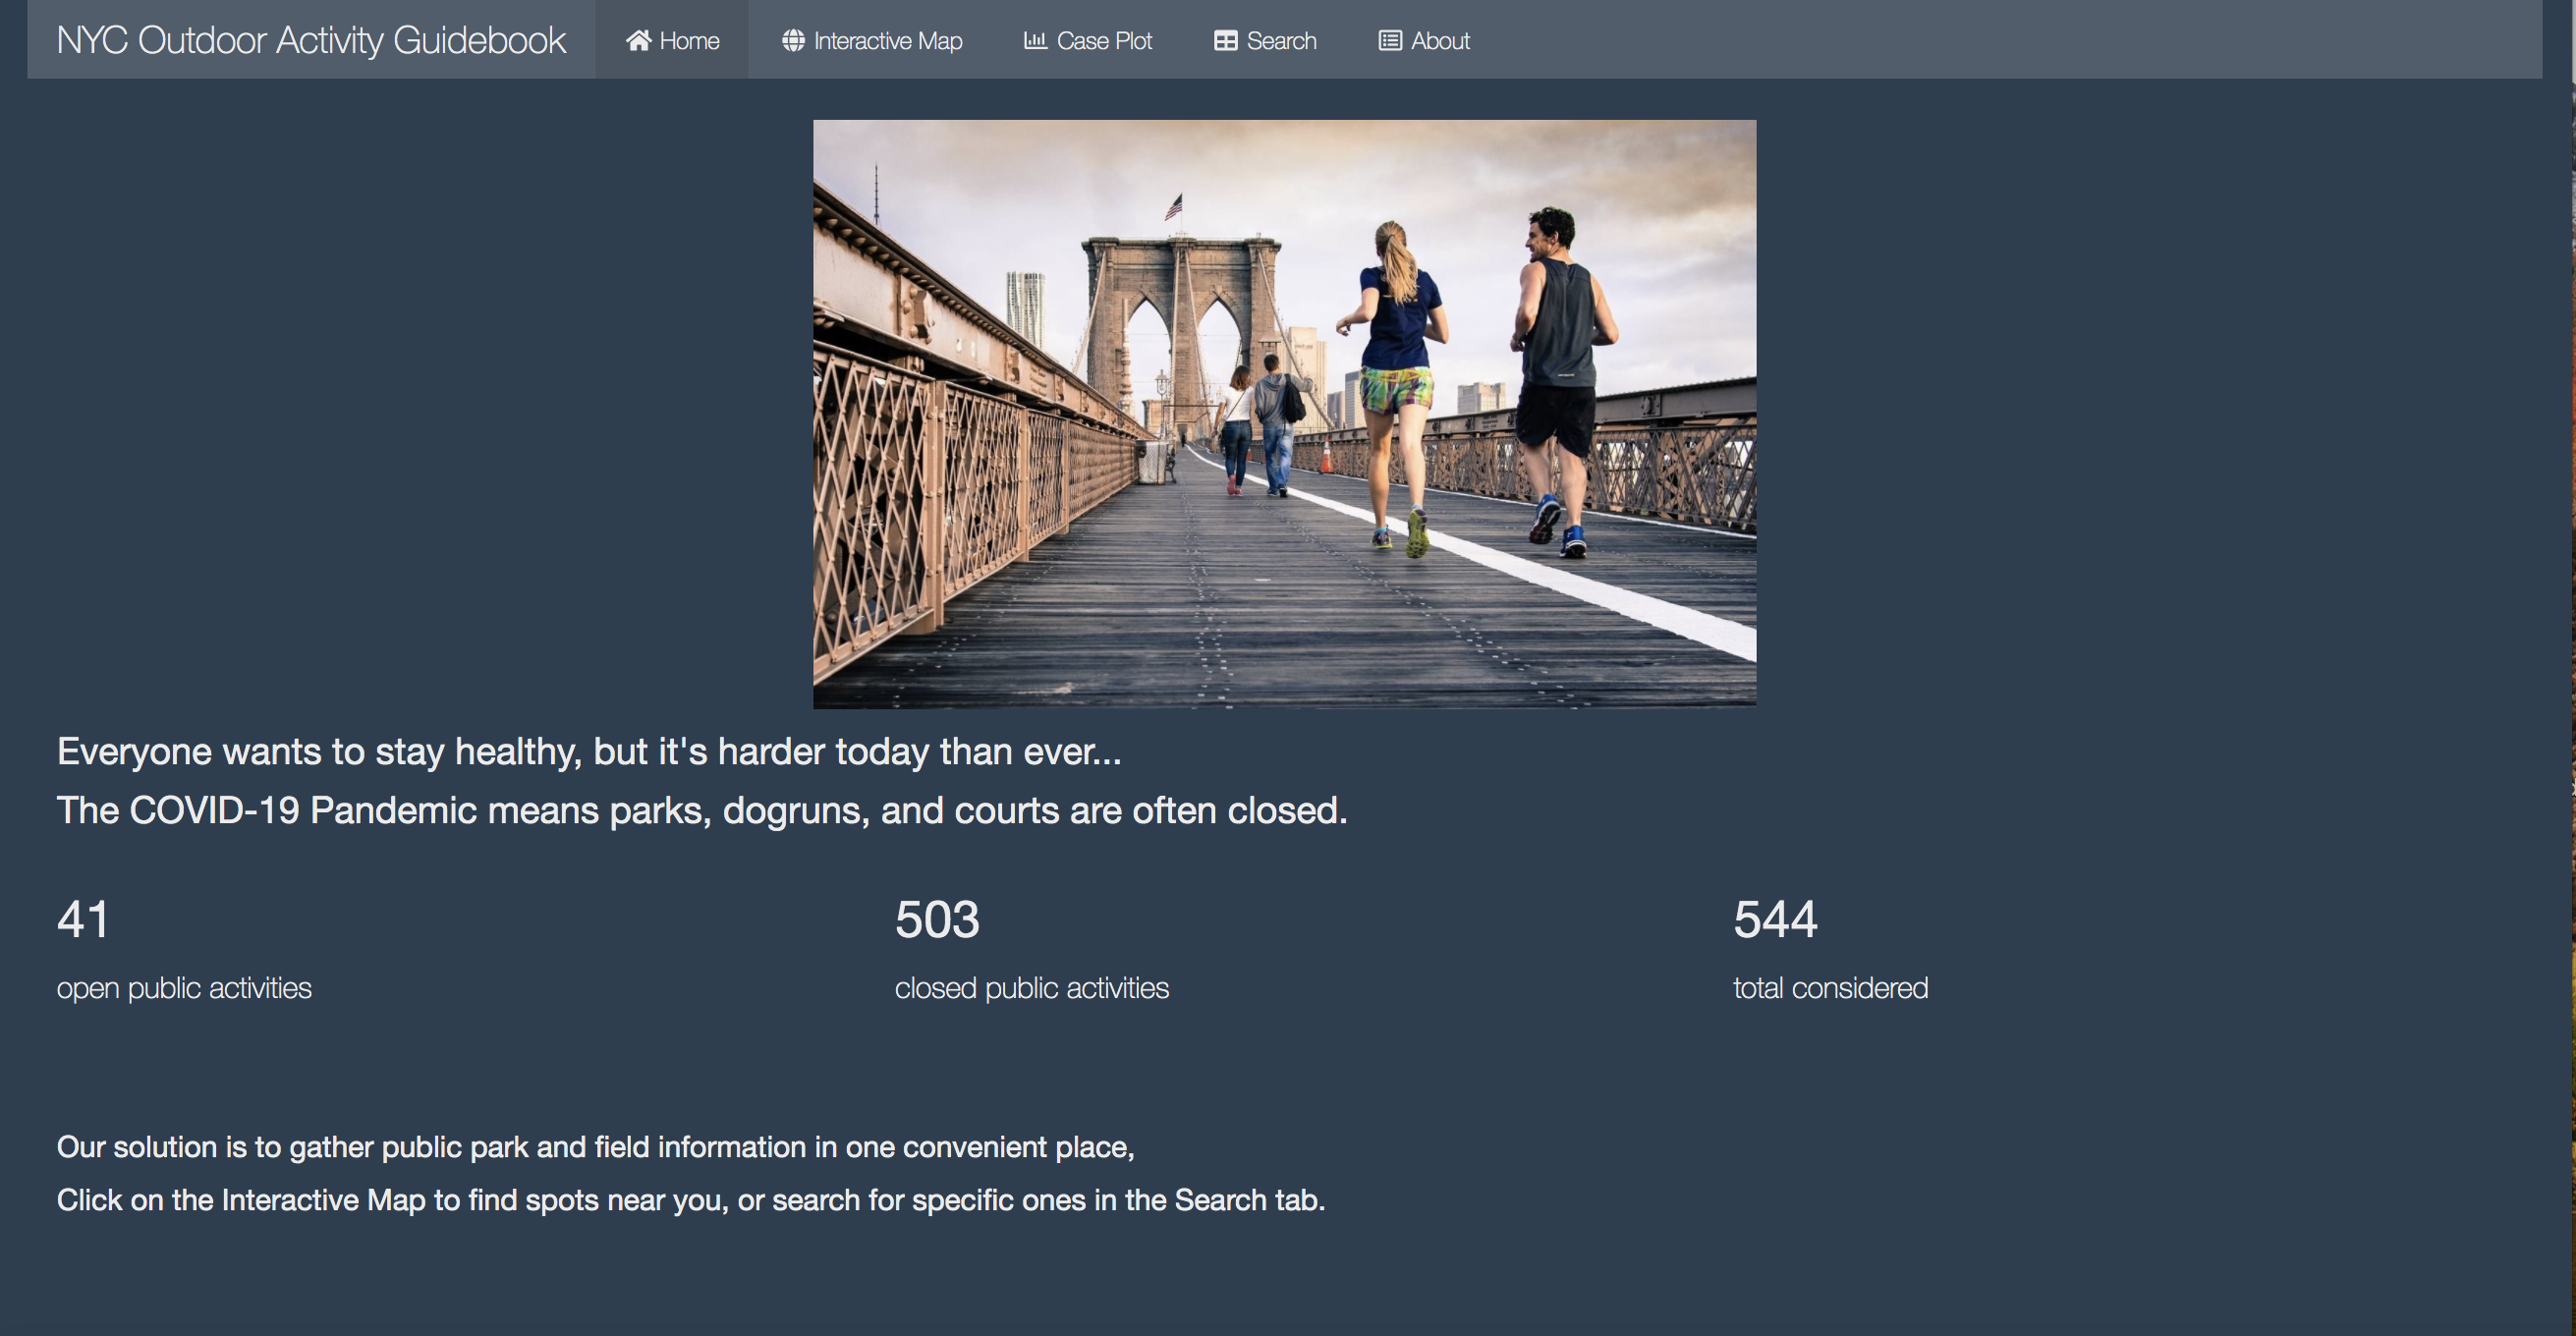 NYC Outdoor Activity Guidebook
Home
Interactive Map
Case Plot
Search
About
Everyone wants to stay healthy, but it's harder today than ever...
The COVID-19 Pandemic means parks, dogruns, and courts are often closed.
41
open public activities
503
closed public activities
544
total considered
Our solution is to gather public park and field information in one convenient place,
Click on the Interactive Map to find spots near you, or search for specific ones in the Search tab.